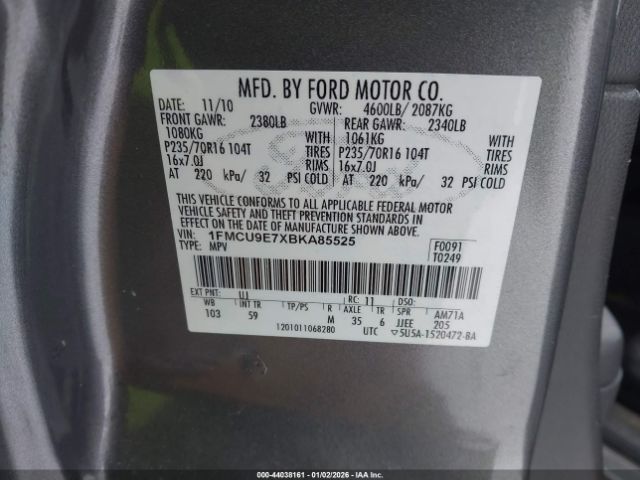 MFD. BY FORD MOTOR CO.
DATE: 11/10 GVWR: 4600LB/ 2087KG
FRONT GAWR: 2380LB REAR GAWR: 2340LB
1080KG WITH 1061KG WITH
P235/70R16 104T TIRES P235/70R16 104T TIRES
16x7.0J RIMS 16x7.0J RIMS
AT 220 kPa/ 32 PSI COLD AT 220 kPa/ 32 PSI COLD
THIS VEHICLE CONFORMS TO ALL APPLICABLE FEDERAL MOTOR
VEHICLE SAFETY AND THEFT PREVENTION STANDARDS IN
EFFECT ON THE DATE OF MANUFACTURE SHOWN ABOVE.
VIN: 1FMCU9E7XBKA85525 F0091
TYPE: MPV T0249
EXT PNT: UJ RC: 11 DSO:
WB INT TR TP/PS R AXLE TR SPR AM71A
103 59 M 35 6 JJEE 205
1201011068280 UTC ▽5U5A-1520472-BA
000-44038161 - 01/02/2026 - IAAI.COM